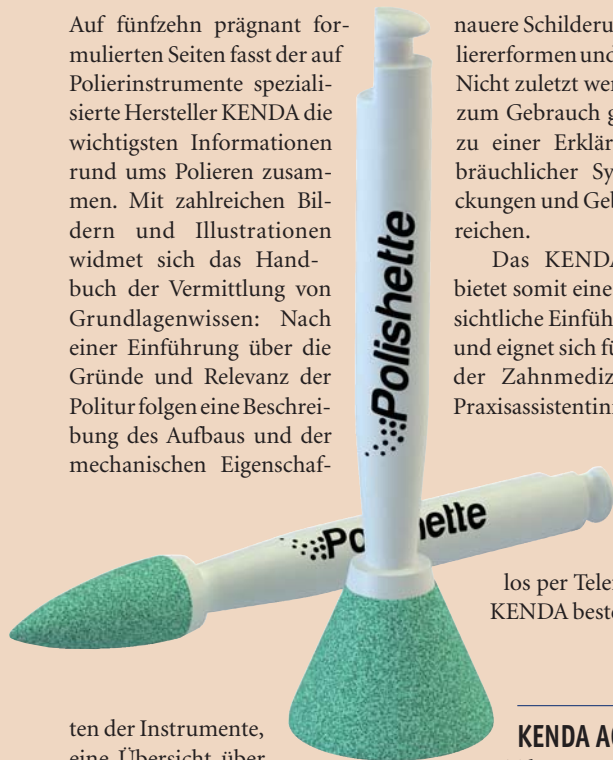 Auf fünfzehn prägnant for-
mulierten Seiten fasst der auf
Polierinstrumente speziali-
sierte Hersteller KENDA die
wichtigsten Informationen
rund ums Polieren zusam-
men. Mit zahlreichen Bil-
dern und Illustrationen
widmet sich das Hand-
buch der Vermittlung von
Grundlagenwissen: Nach
einer Einführung über die
Gründe und Relevanz der
Politur folgen eine Beschrei-
bung des Aufbaus und der
mechanischen Eigenschaf-
ten der Instrumente,
eine Übersicht über
nauere Schilderu
liererformen und
Nicht zuletzt wer
zum Gebrauch g
zu einer Erklär
bräuchlicher Sy
ckungen und Geb
reichen.
Das KENDA
bietet somit eine
sichtliche Einfüh
und eignet sich fü
der Zahnmediz
Praxisassistentin
los per Tele
KENDA beste
KENDA AG
Polishette
Po ette